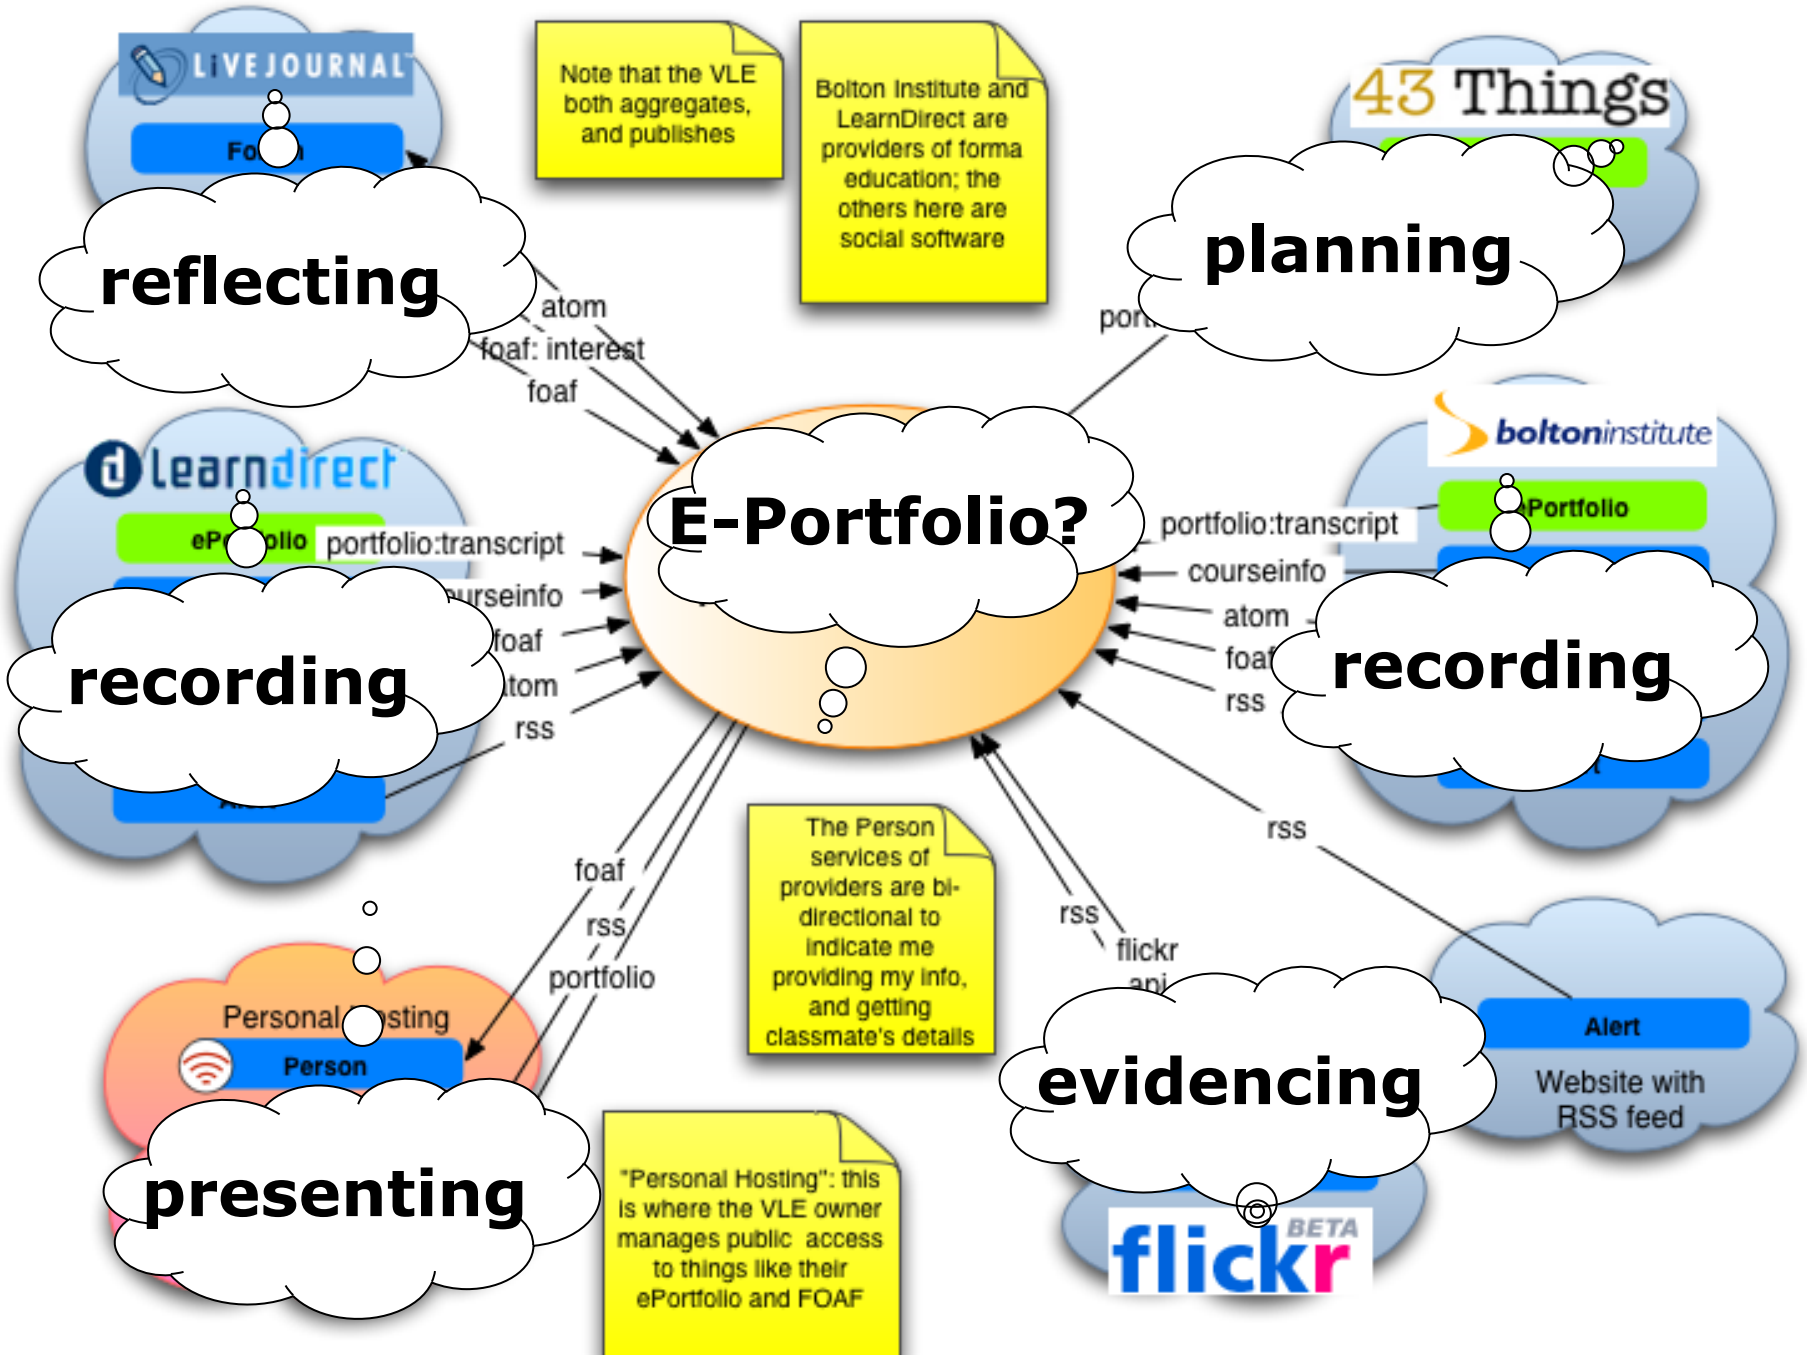 LiVEJOURNAL
reflecting
atom
foaf: interest
foaf
Note that the VLE
both aggregates,
and publishes
Bolton Institute and
LearnDirect are
providers of forma
education; the
others here are
social software
43 Things
planning
learndirect
portfolio:transcript
foaf
rss
recording
E-Portfolio?
boltoninstitute
ePortfolio
portfolio:transcript
courseinfo
atom
foaf
rss
recording
foaf
rss
portfolio
Personal
Person
presenting
The Person
services of
providers are bi-
directional to
indicate me
providing my info,
and getting
classmate's details
"Personal Hosting": this
is where the VLE owner
manages public access
to things like their
ePortfolio and FOAF
rss
rss
flickr
api
evidencing
flickr BETA
Alert
Website with
RSS feed